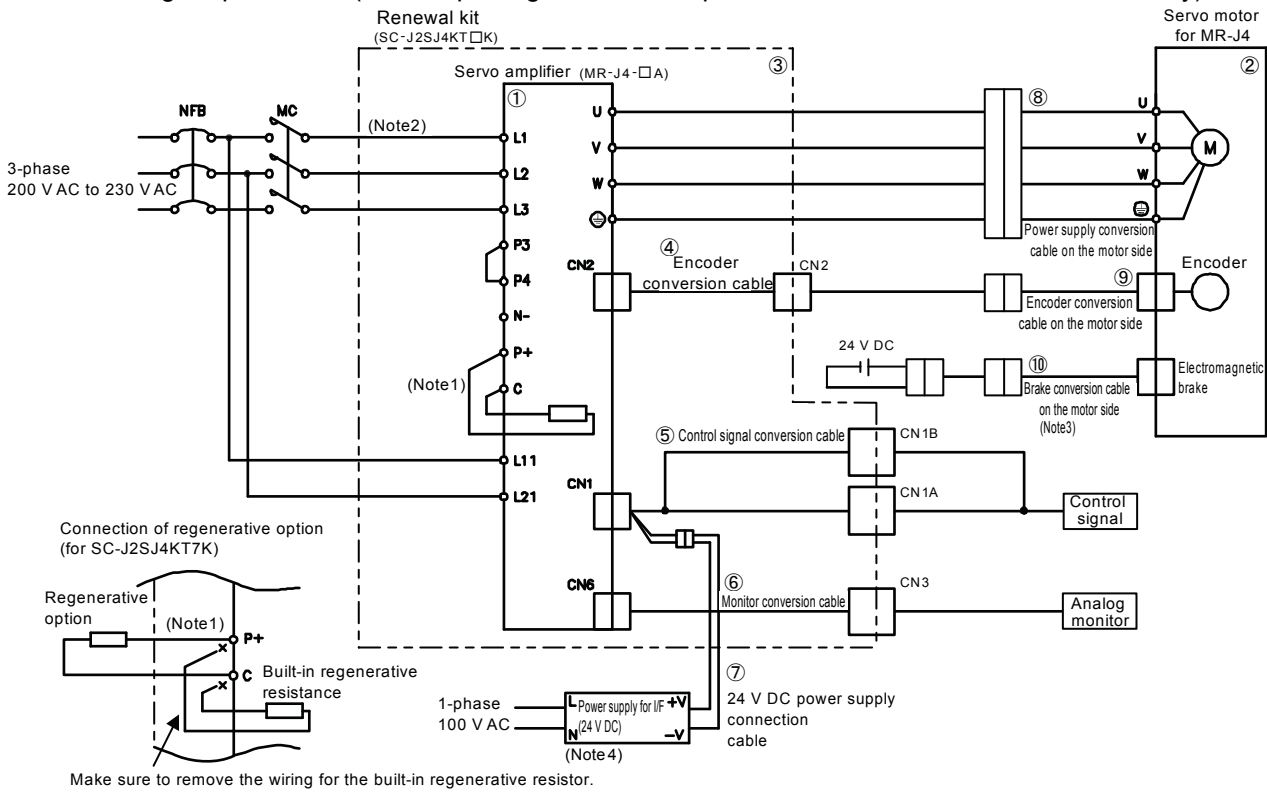 Renewal kit
(SC-J2SJ4KT□K)
Servo motor
for MR-J4
③
②
Servo amplifier (MR-J4-□A)
①
⑧
NFB
MC
(Note2)
L1
L2
L3
U
V
W
U
V
W
M
3-phase
200 V AC to 230 V AC
P3
P4
N-
P+
C
(Note1)
L11
L21
Power supply conversion
cable on the motor side
CN2
④
Encoder
conversion cable
CN2
⑨
Encoder
Encoder conversion
cable on the motor side
24 V DC
⑩
Brake conversion cable
on the motor side
(Note3)
Electromagnetic
brake
⑤ Control signal conversion cable
CN1B
CN1
CN1A
Control
signal
CN6
⑥
Monitor conversion cable
CN3
Analog
monitor
Connection of regenerative option
(for SC-J2SJ4KT7K)
Regenerative
option
(Note1)
P+
C
Built-in regenerative
resistance
Make sure to remove the wiring for the built-in regenerative resistor.
1-phase
100 V AC
L
N
Power supply for I/F
(24 V DC)
+V
-V
(Note 4)
⑦
24 V DC power supply
connection
cable